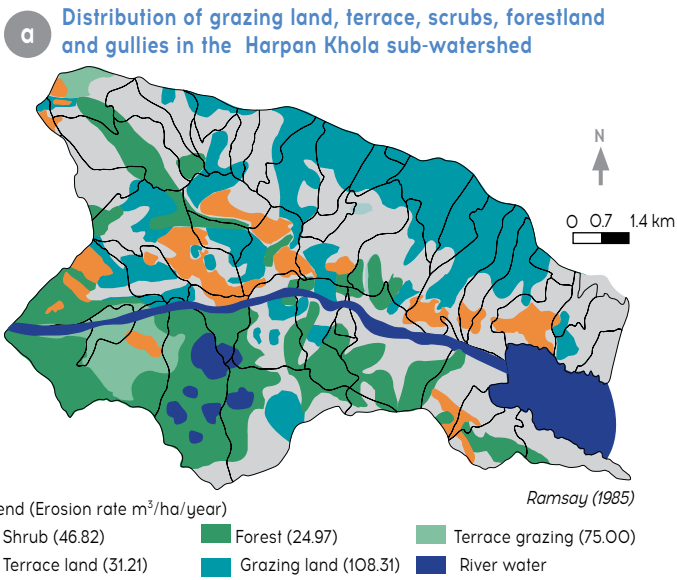 a
Distribution of grazing land, terrace, scrubs, forestland
and gullies in the Harpan Khola sub-watershed
N
0 0.7 1.4 km
Ramsay (1985)
end (Erosion rate m³/ha/year)
Shrub (46.82)
Forest (24.97)
Terrace grazing (75.00)
Terrace land (31.21)
Grazing land (108.31)
River water